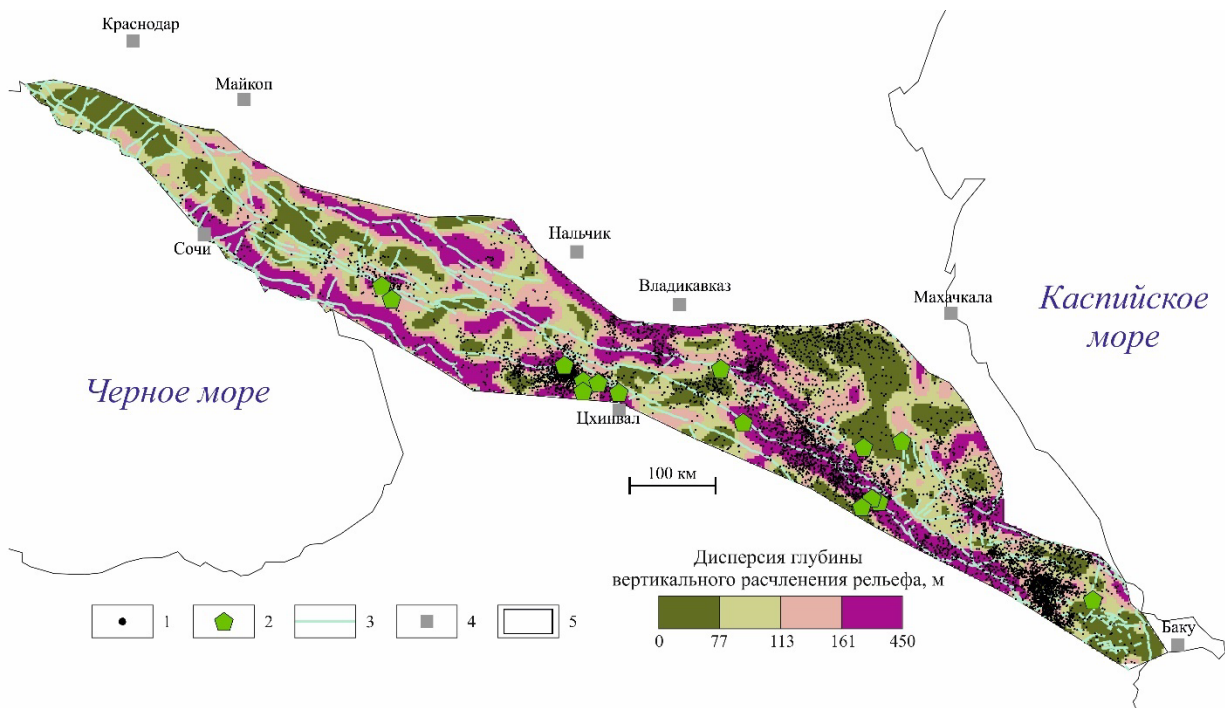 Краснодар
Майкоп
Сочи
Нальчик
Владикавказ
Махачкала
Каспийское
море
Черное море
Цхинвал
100 км
Дисперсия глубины
вертикального расчленения рельефа, м
0 77 113 161 450
1 2 3 4 5
Баку